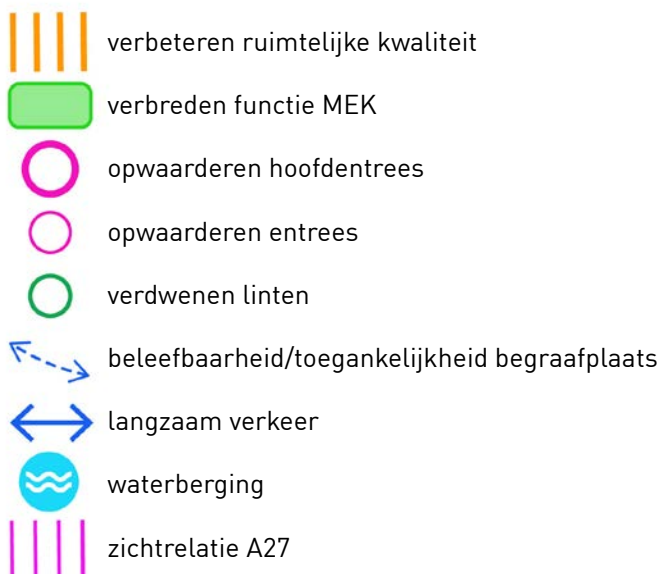 verbeteren ruimtelijke kwaliteit
verbreden functie MEK
opwaarderen hoofdentrees
opwaarderen entrees
verdwenen linten
beleefbaarheid/toegankelijkheid begraafplaats
langzaam verkeer
waterberging
zichtrelatie A27